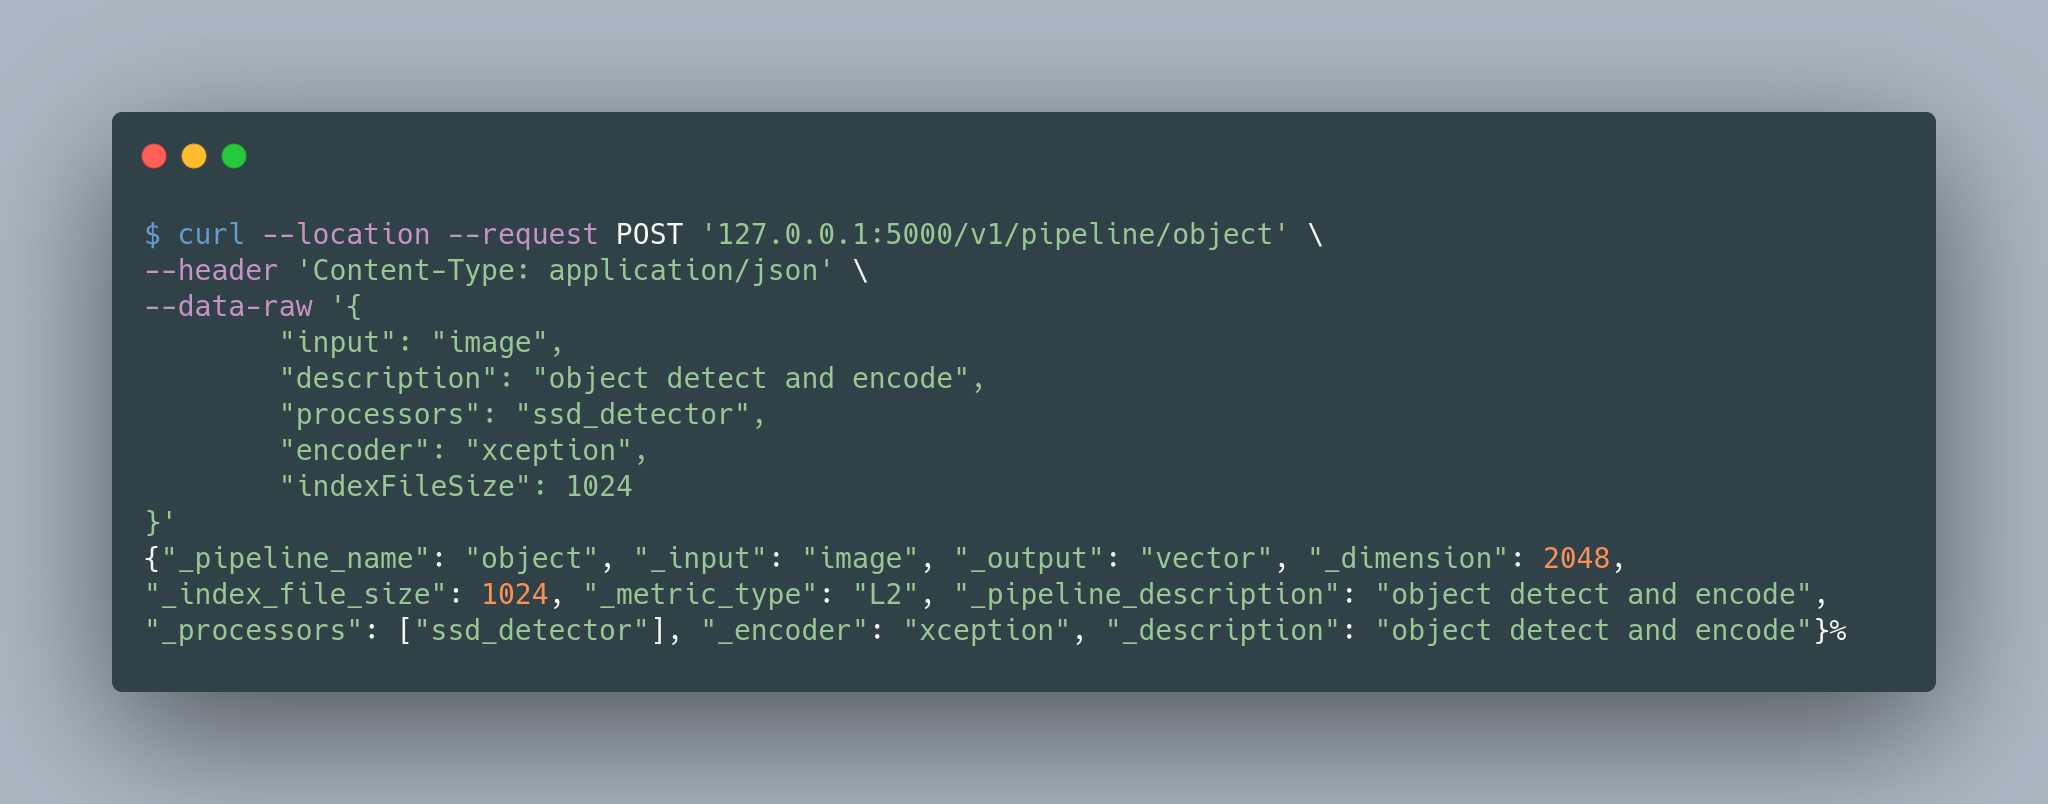 $ curl --location --request POST '127.0.0.1:5000/v1/pipeline/object' \
--header 'Content-Type: application/json' \
--data-raw '{
        "input": "image",
        "description": "object detect and encode",
        "processors": "ssd_detector",
        "encoder": "xception",
        "indexFileSize": 1024
}'
{"_pipeline_name": "object", "_input": "image", "_output": "vector", "_dimension": 2048,
"_index_file_size": 1024, "_metric_type": "L2", "_pipeline_description": "object detect and encode",
"_processors": ["ssd_detector"], "_encoder": "xception", "_description": "object detect and encode"}%